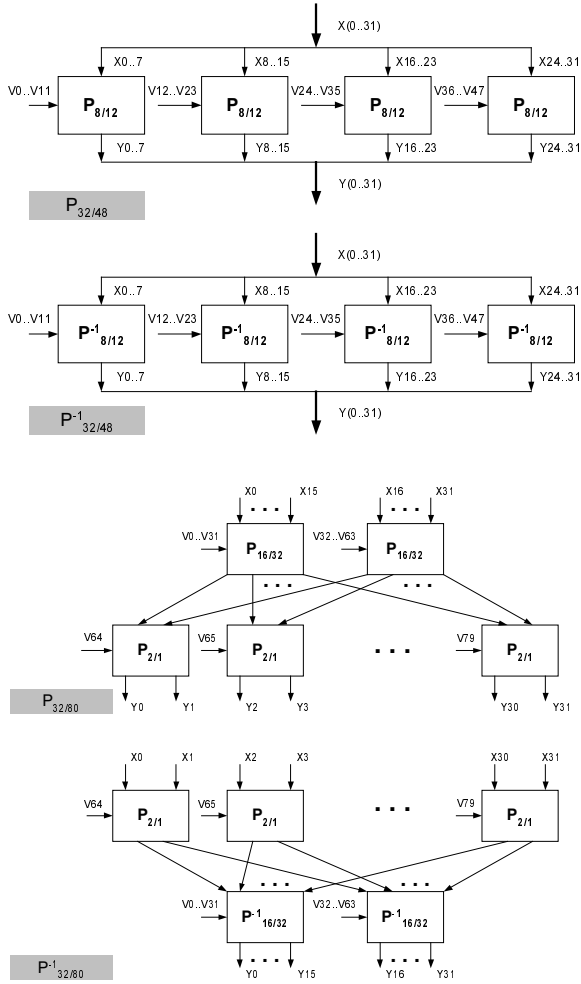 X(0..31)
X0..7 X8..15 X16..23 X24..31
V0..V11 P8/12 V12..V23 P8/12 V24..V35 P8/12 V36..V47 P8/12
Y0..7 Y8..15 Y16..23 Y24..31
Y(0..31)
P32/48
X(0..31)
X0..7 X8..15 X16..23 X24..31
V0..V11 P-1 8/12 V12..V23 P-1 8/12 V24..V35 P-1 8/12 V36..V47 P-1 8/12
Y0..7 Y8..15 Y16..23 Y24..31
Y(0..31)
P-1 32/48
X0 ... X15 X16 ... X31
V0..V31 P16/32 V32..V63 P16/32
... ...
V64 P2/1 V65 P2/1 ... V79 P2/1
P32/80
Y0 Y1 Y2 Y3 Y30 Y31
X0 X1 X2 X3 X30 X31
V64 P2/1 V65 P2/1 ... V79 P2/1
... ...
V0..V31 P-1 16/32 V32..V63 P-1 16/32
Y0 ... Y15 Y16 ... Y31
P-1 32/80